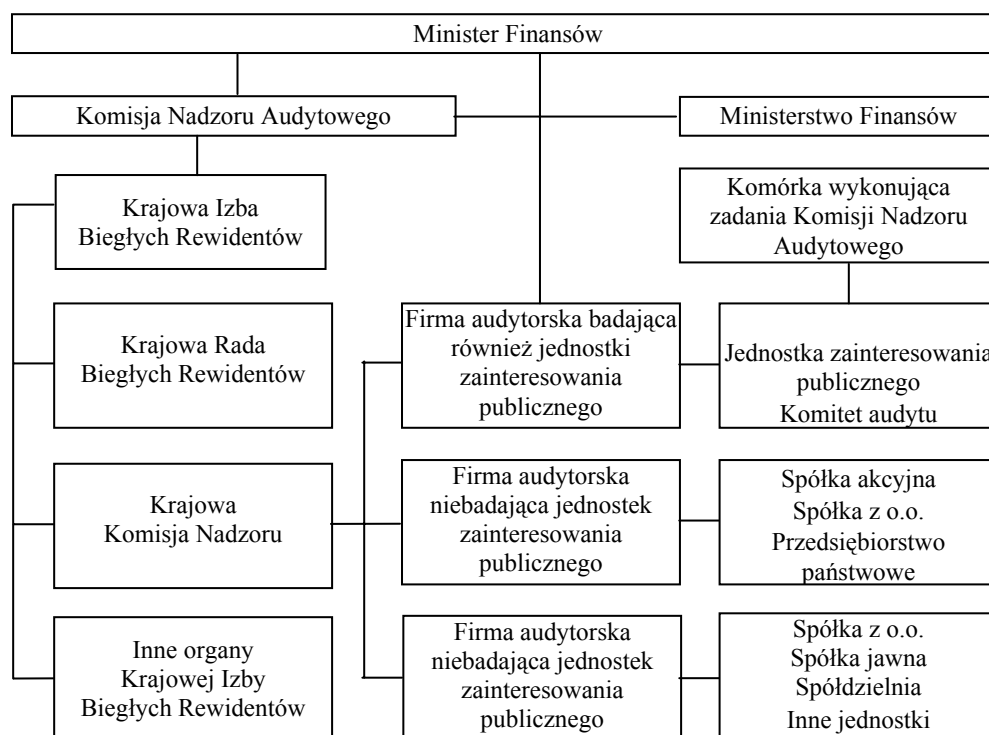 Minister Finansów
Komisja Nadzoru Audytowego
Ministerstwo Finansów
Krajowa Izba
Biegłych Rewidentów
Komórka wykonująca
zadania Komisji Nadzoru
Audytowego
Krajowa Rada
Biegłych Rewidentów
Firma audytorska badająca
również jednostki
zainteresowania
publicznego
Jednostka zainteresowania
publicznego
Komitet audytu
Krajowa
Komisja Nadzoru
Firma audytorska
niebadająca jednostek
zainteresowania
publicznego
Spółka akcyjna
Spółka z o.o.
Przedsiębiorstwo
państwowe
Inne organy
Krajowej Izby
Biegłych Rewidentów
Firma audytorska
niebadająca jednostek
zainteresowania
publicznego
Spółka z o.o.
Spółka jawna
Spółdzielnia
Inne jednostki